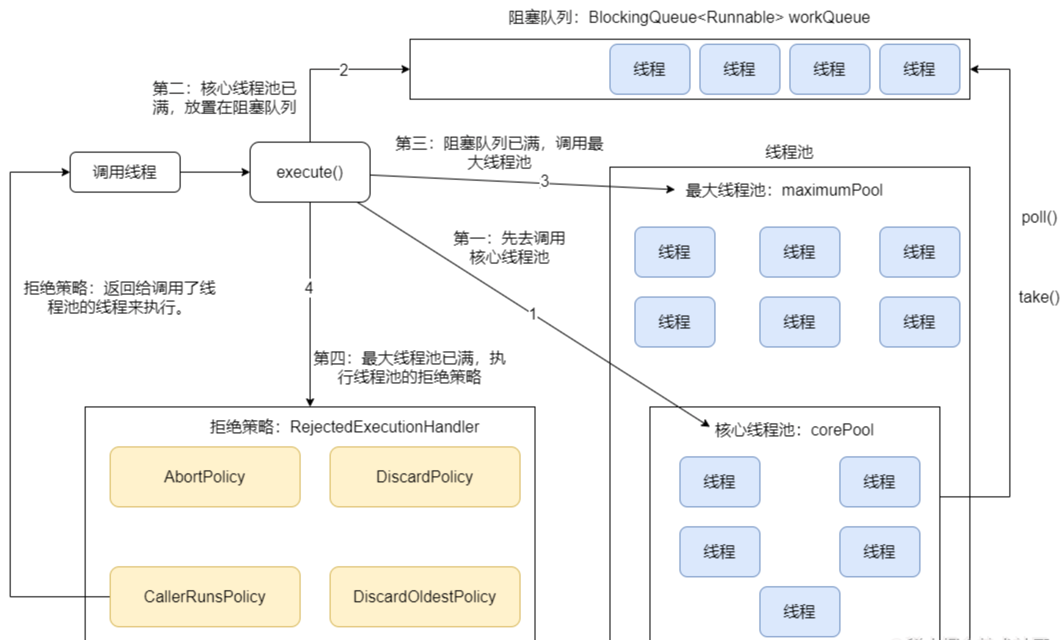 阻塞队列：BlockingQueue<Runnable> workQueue
线程 线程 线程 线程
2
第二：核心线程池已
满，放置在阻塞队列
第三：阻塞队列已满，调用最
大线程池
3
调用线程
execute()
线程池
最大线程池：maximumPool
线程 线程 线程
线程 线程 线程
poll()
take()
第一：先去调用
核心线程池
1
拒绝策略：返回给调用了线
程池的线程来执行。
4
第四：最大线程池已满，执
行线程池的拒绝策略
拒绝策略：RejectedExecutionHandler
AbortPolicy
DiscardPolicy
CallerRunsPolicy
DiscardOldestPolicy
核心线程池：corePool
线程 线程
线程 线程
线程